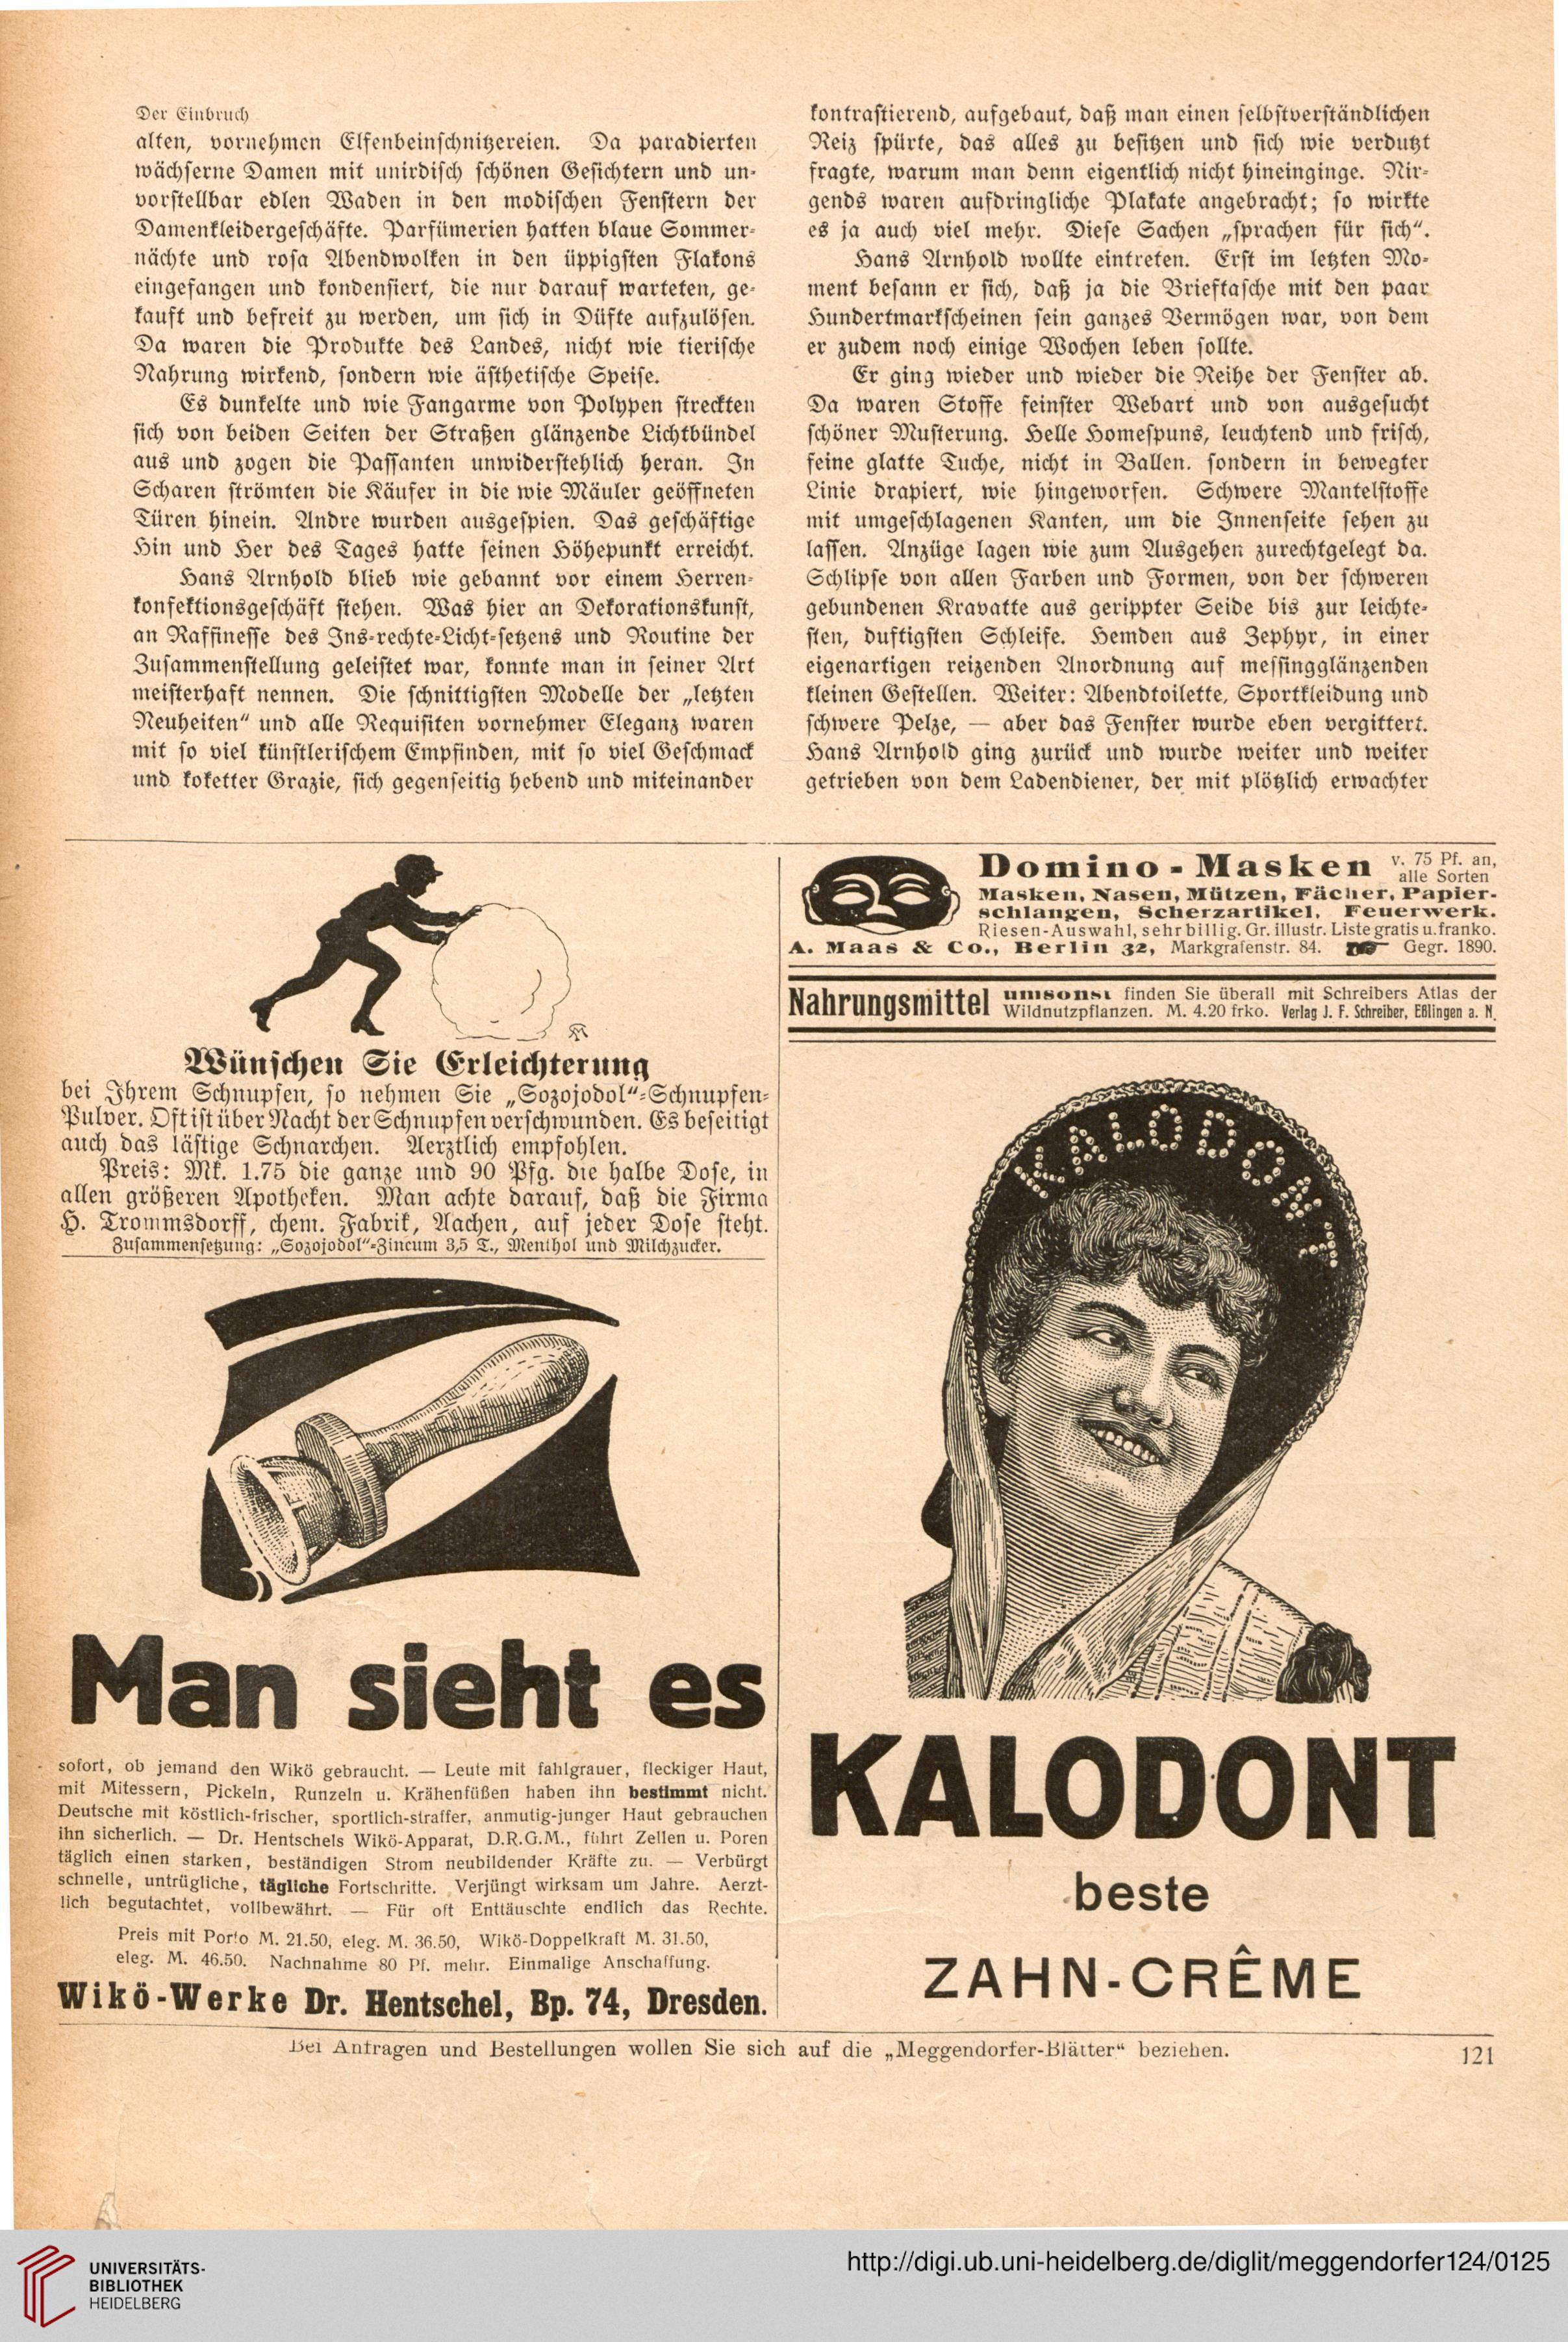 Der Einbruch
alten, vornehmen Elfenbeinschnitzereien. Da paradierten
wächserne Damen mit unirdisch schönen Gesichtern und un-
vorstellbar edlen Waden in den modischen Fenstern der
Damenkleidergeschäfte. Parfümerien hatten blaue Sommer-
nächte und rosa Abendwolken in den üppigsten Flakons
eingefangen und kondensiert, die nur darauf warteten, ge-
kauft und befreit zu werden, um sich in Düfte aufzulösen.
Da waren die Produkte des Landes, nicht wie tierische
Nahrung wirkend, sondern wie ästhetische Speise.
Es dunkelte und wie Fangarme von Polypen streckten
sich von beiden Seiten der Straßen glänzende Lichtbündel
aus und zogen die Passanten unwiderstehlich heran. In
Scharen strömten die Käufer in die wie Mäuler geöffneten
Türen hinein. Andre wurden ausgespien. Das geschäftige
Hin und Her des Tages hatte seinen Höhepunkt erreicht.
Hans Arnhold blieb wie gebannt vor einem Herren-
konfektionsgeschäft stehen. Was hier an Dekorationskunst,
an Raffinesse des Ins-rechte-Licht-setzens und Routine der
Zusammenstellung geleistet war, konnte man in seiner Art
meisterhaft nennen. Die schnittigsten Modelle der „letzten
Neuheiten“ und alle Requisiten vornehmer Eleganz waren
mit so viel künstlerischem Empfinden, mit so viel Geschmack
und koketter Grazie, sich gegenseitig hebend und miteinander
kontrastierend, aufgebaut, daß man einen selbstverständlichen
Reiz spürte, das alles zu besitzen und sich wie verdutzt
fragte, warum man denn eigentlich nicht hineinginge. Nir-
gends waren aufdringliche Plakate angebracht; so wirkte
es ja auch viel mehr. Diese Sachen „sprachen für sich“.
Hans Arnhold wollte eintreten. Erst im letzten Mo-
ment besann er sich, daß ja die Brieftasche mit den paar
Hundertmarkscheinen sein ganzes Vermögen war, von dem
er zudem noch einige Wochen leben sollte.
Er ging wieder und wieder die Reihe der Fenster ab.
Da waren Stoffe feinster Webart und von ausgesucht
schöner Musterung. Helle Homespuns, leuchtend und frisch,
feine glatte Tuche, nicht in Ballen. sondern in bewegter
Linie drapiert, wie hingeworfen. Schwere Mantelstoffe
mit umgeschlagenen Kanten, um die Innenseite sehen zu
lassen. Anzüge lagen wie zum Ausgehen zurechtgelegt da.
Schlipse von allen Farben und Formen, von der schweren
gebundenen Kravatte aus gerippter Seide bis zur leichte-
sten, duftigsten Schleife. Hemden aus Zephyr, in einer
eigenartigen reizenden Anordnung auf messingglänzenden
kleinen Gestellen. Weiter: Abendtoilette, Sportkleidung und
schwere Pelze, — aber das Fenster wurde eben vergittert.
Hans Arnhold ging zurück und wurde weiter und weiter
getrieben von dem Ladendiener, der mit plötzlich erwachter
Wünschen Sie Erleichterung
bei Ihrem Schnupfen, so nehmen Sie „Sozojodol“-Schnupfen-
Pulver. Oft ist über Nacht der Schnupfen verschwunden. Es beseitigt
auch das lästige Schnarchen. Aerztlich empfohlen.
Preis: Mk. 1.75 die ganze und 90 Pfg. die halbe Dose, in
allen größeren Apotheken. Man achte darauf, daß die Firma
H. Trommsdorff, chem. Fabrik, Aachen, auf jeder Dose steht.
Zusammensetzung: „Sozojodol“-Zincum 3,5 T., Menthol und Milchzucker.
Man sieht es
sofort, ob jemand den Wikö gebraucht. — Leute mit fahlgrauer, fleckiger Haut,
mit Mitessern, Pickeln, Runzeln u. Krähenfüßen haben ihn bestimmt nicht.
Deutsche mit köstlich-frischer, sportlich-straffer, anmutig-junger Haut gebrauchen
ihn sicherlich. — Dr. Hentschels Wikö-Apparat, D.R.G.M., führt Zellen u. Poren
täglich einen starken, beständigen Strom neubildender Kräfte zu. — Verbürgt
schnelle, untrügliche, tägliche Fortschritte. Verjüngt wirksam um Jahre. Aerzt-
lich begutachtet, vollbewährt. — Für oft Enttäuschte endlich das Rechte.
Preis mit Porto M. 21.50, eleg. M. 36.50, Wikö-Doppelkraft M. 31.50,
eleg. M. 46.50. Nachnahme 80 Pf. mehr. Einmalige Anschaffung.
Wikö-Werke Dr. Hentschel, Bp. 74, Dresden.
Domino-Masken v. 75 Pf. an,
alle Sorten
Masken, Nasen, Mützen, Fächer, Papier-
schlangen, Scherzartikel, Feuerwerk.
Riesen-Auswahl, sehr billig. Gr. illustr. Liste gratis u. franko.
A. Maas & Co., Berlin 32, Markgrafenstr. 84. Gegr. 1890.
Nahrungsmittel umsonst finden Sie überall mit Schreibers Atlas der
Wildnutzpflanzen. M. 4.20 frko. Verlag J. F. Schreiber, Eßlingen a. N.
KALODONT
KALODONT
beste
ZAHN-CRÊME
Bei Anfragen und Bestellungen wollen Sie sich auf die „Meggendorfer-Blätter“ beziehen.
121
UNIVERSITÄTS-
BIBLIOTHEK
HEIDELBERG
http://digi.ub.uni-heidelberg.de/diglit/meggendorfer124/0125